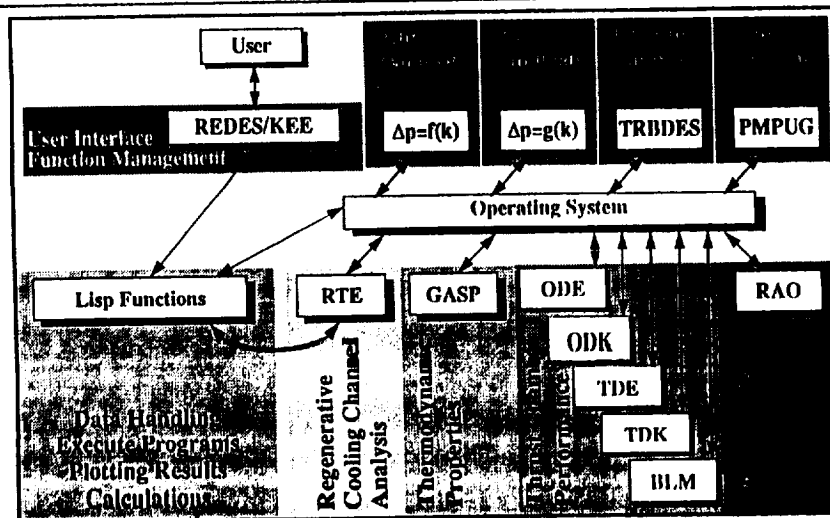 User
REDES/KEE
User Interface
Function Management
Δp=f(k)
Δp=g(k)
TRBDES
PMPUG
Operating System
Lisp Functions
RTE
GASP
ODE
RAO
ODK
TDE
TDK
BLM
Data Handling
Execute Programs
Plotting Results
Calculations
Regenerative
Cooling Channel
Analysis
Thermodynamic
Properties
Performance